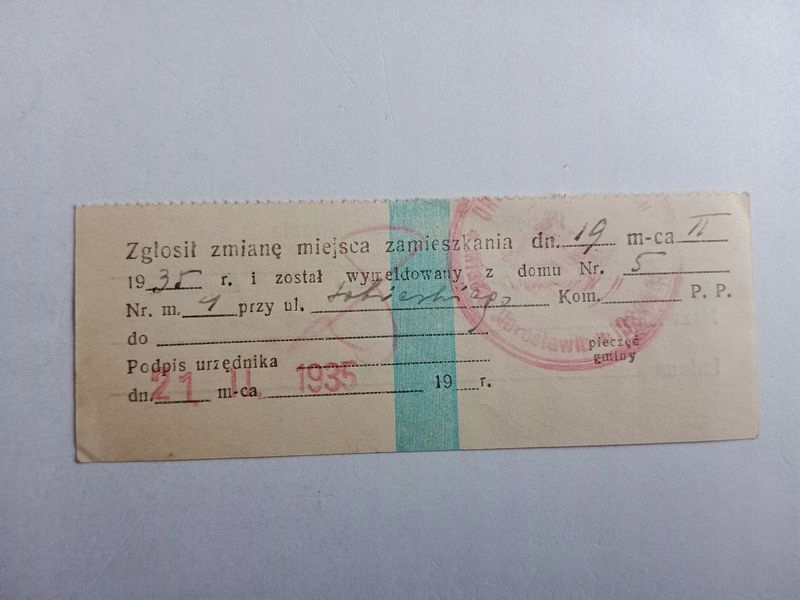 Zgłosił zmianę miejsca zamieszkania dn. 19 m-ca II
1935 r. i został wymeldowany z domu Nr. 5
Nr. m. 4 przy ul. Sobieskiego Kom. P. P.
do
Podpis urzędnika
pieczęć
gminy
dn. m-ca 19 r.
21 II. 1935